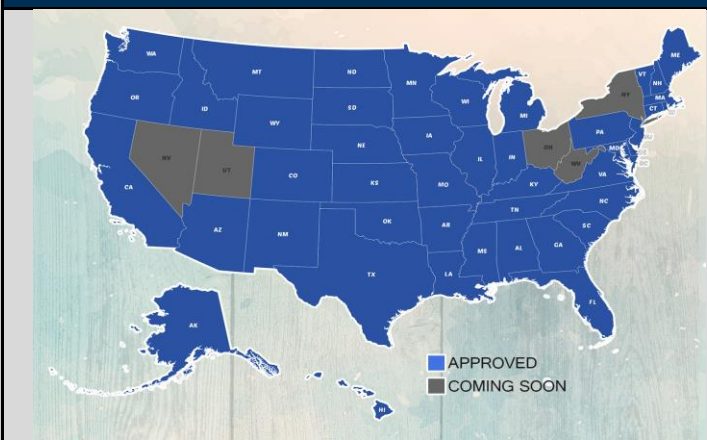 WA
MT
ND
MN
ME
VT
NH
OR
ID
SD
WI
MI
NY
MA
CT
WY
IA
NE
PA
NV
UT
CO
IL
IN
OH
MD
WV
VA
CA
KS
MO
KY
NC
TN
AZ
NM
OK
AR
SC
MS
AL
GA
TX
LA
FL
AK
HI
APPROVED
COMING SOON